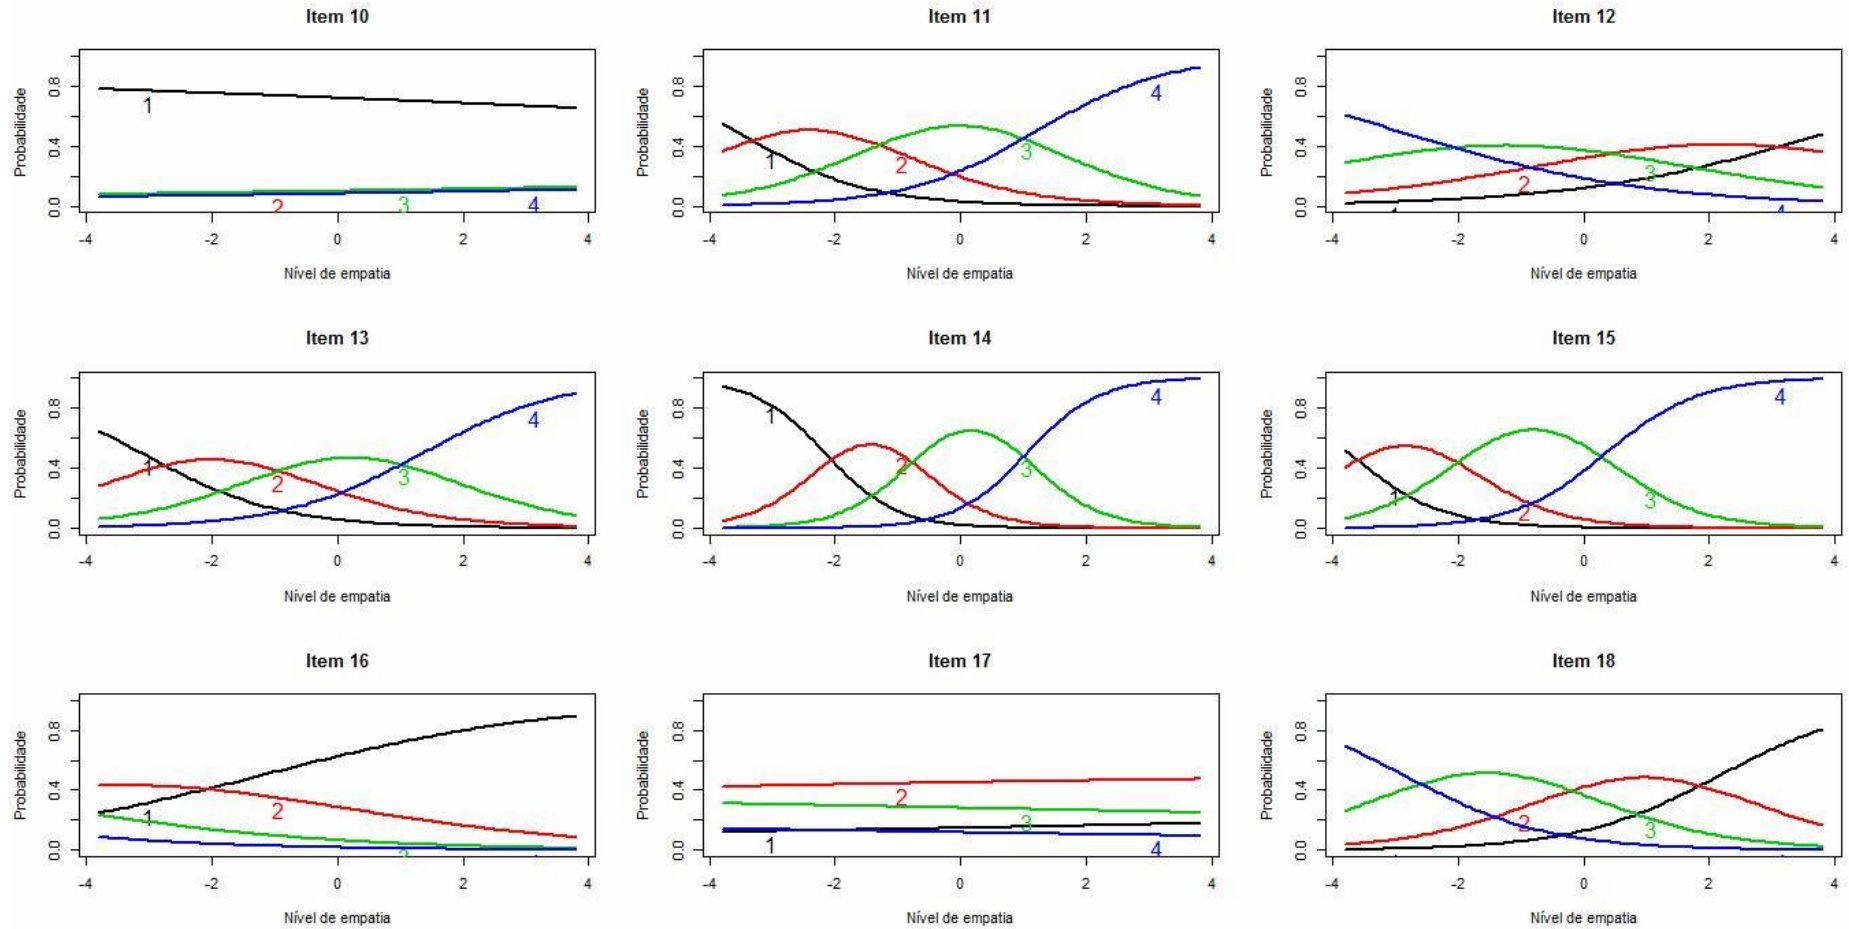 Item 10
Item 11
Item 12
Probabilidade
0.0 0.4 0.8
1
2
3
4
-4 -2 0 2 4
Nível de empatia
Probabilidade
0.0 0.4 0.8
1
2
3
4
-4 -2 0 2 4
Nível de empatia
Probabilidade
0.0 0.4 0.8
2
3
4
-4 -2 0 2 4
Nível de empatia
Item 13
Item 14
Item 15
Probabilidade
0.0 0.4 0.8
1
2
3
4
-4 -2 0 2 4
Nível de empatia
Probabilidade
0.0 0.4 0.8
1
2
3
4
-4 -2 0 2 4
Nível de empatia
Probabilidade
0.0 0.4 0.8
1
2
3
4
-4 -2 0 2 4
Nível de empatia
Item 16
Item 17
Item 18
Probabilidade
0.0 0.4 0.8
1
2
-4 -2 0 2 4
Nível de empatia
Probabilidade
0.0 0.4 0.8
1
2
3
4
-4 -2 0 2 4
Nível de empatia
Probabilidade
0.0 0.4 0.8
2
3
-4 -2 0 2 4
Nível de empatia